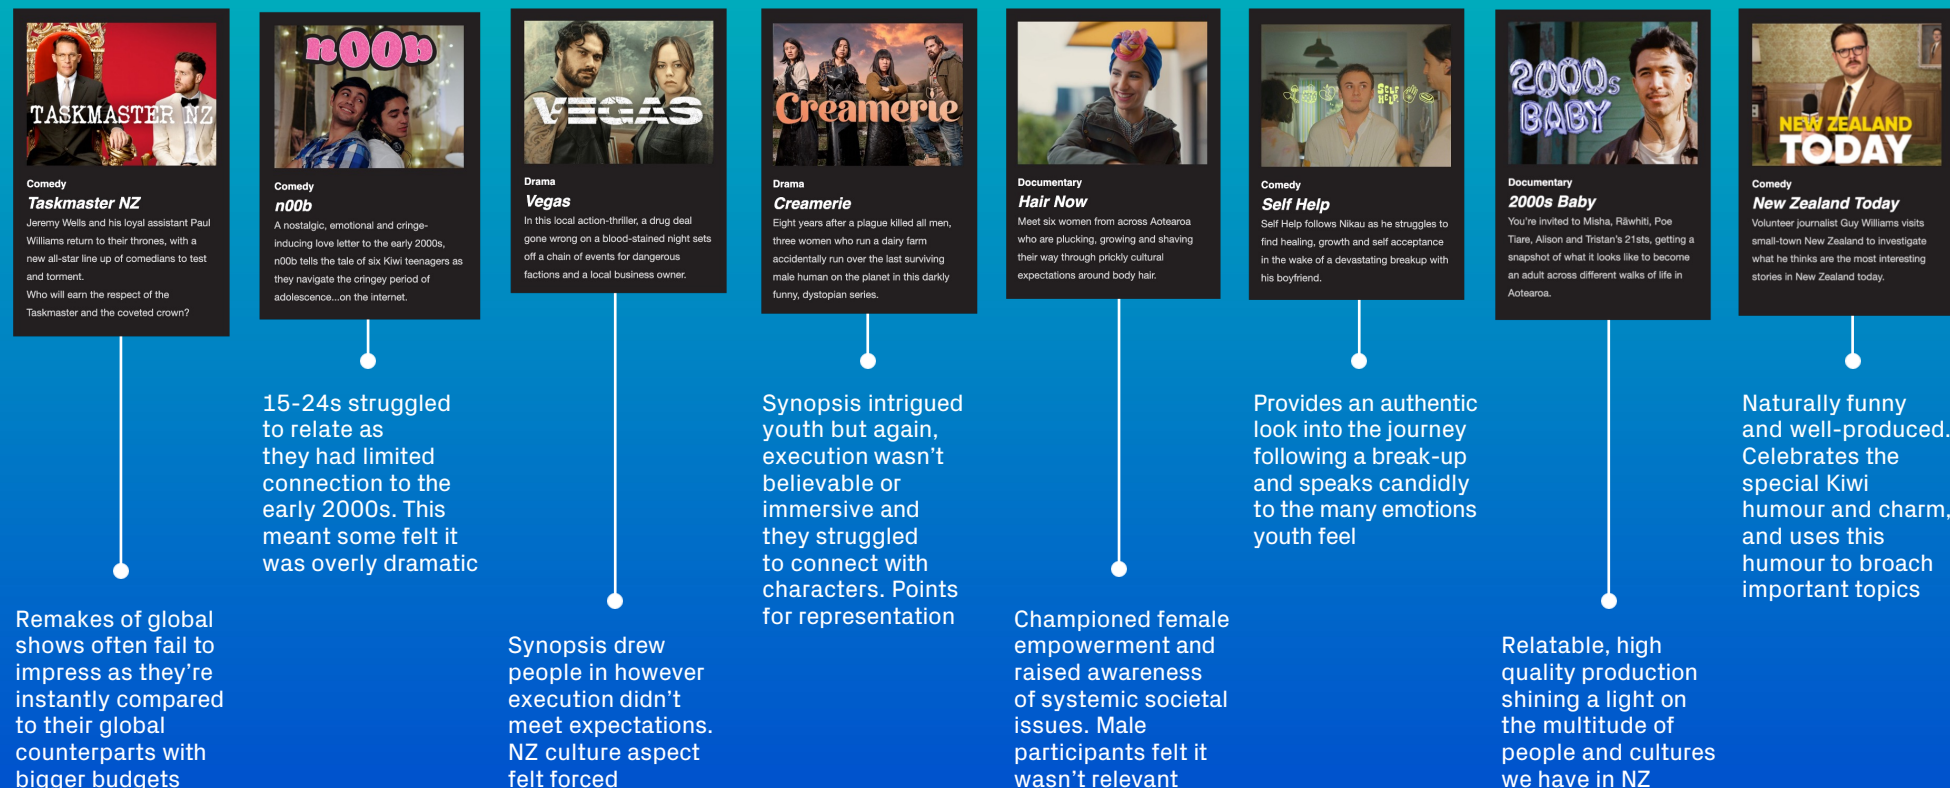 TASKMASTER NZ
Comedy
Taskmaster NZ
Jeremy Wells and his loyal assistant Paul
Williams return to their thrones, with a
new all-star line up of comedians to test
and torment.
Who will earn the respect of the
Taskmaster and the coveted crown?
Remakes of global
shows often fail to
impress as they're
instantly compared
to their global
counterparts with
bigger budgets
n00b
Comedy
n00b
A nostalgic, emotional and cringe-
inducing love letter to the early 2000s,
n00b tells the tale of six Kiwi teenagers as
they navigate the cringey period of
adolescence...on the internet.
15-24s struggled
to relate as
they had limited
connection to the
early 2000s. This
meant some felt it
was overly dramatic
VEGAS
Drama
Vegas
In this local action-thriller, a drug deal
gone wrong on a blood-stained night sets
off a chain of events for dangerous
factions and a local business owner.
Synopsis drew
people in however
execution didn't
meet expectations.
NZ culture aspect
felt forced
Creamerie
Drama
Creamerie
Eight years after a plague killed all men,
three women who run a dairy farm
accidentally run over the last surviving
male human on the planet in this darkly
funny, dystopian series.
Synopsis intrigued
youth but again,
execution wasn't
believable or
immersive and
they struggled
to connect with
characters. Points
for representation
Documentary
Hair Now
Meet six women from across Aotearoa
who are plucking, growing and shaving
their way through prickly cultural
expectations around body hair.
Championed female
empowerment and
raised awareness
of systemic societal
issues. Male
participants felt it
wasn't relevant
SELF
HELP
Comedy
Self Help
Self Help follows Nikau as he struggles to
find healing, growth and self acceptance
in the wake of a devastating breakup with
his boyfriend.
Provides an authentic
look into the journey
following a break-up
and speaks candidly
to the many emotions
youth feel
2000s
BABY
Documentary
2000s Baby
You're invited to Misha, Rāwhiti, Poe
Tiare, Alison and Tristan's 21sts, getting a
snapshot of what it looks like to become
an adult across different walks of life in
Aotearoa.
Relatable, high
quality production
shining a light on
the multitude of
people and cultures
we have in NZ
NEW ZEALAND
TODAY
Comedy
New Zealand Today
Volunteer journalist Guy Williams visits
small-town New Zealand to investigate
what he thinks are the most interesting
stories in New Zealand today.
Naturally funny
and well-produced.
Celebrates the
special Kiwi
humour and charm,
and uses this
humour to broach
important topics